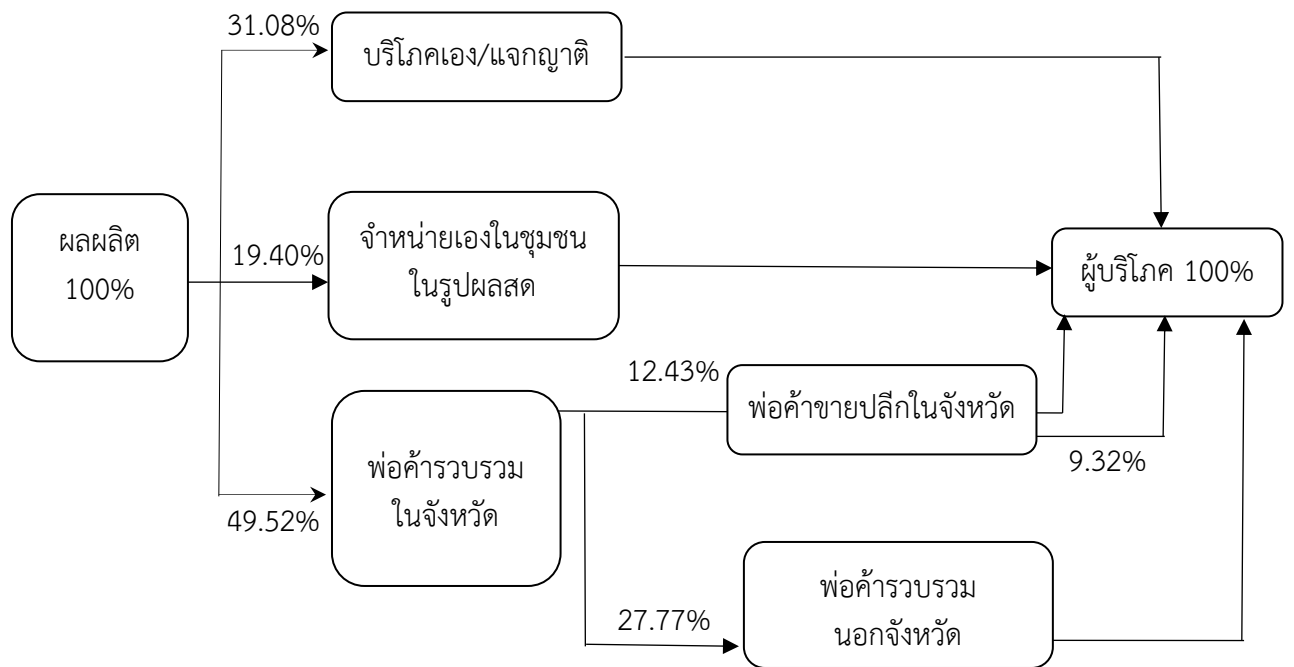 31.08%
บริโภคเอง/แจกญาติ
ผลผลิต
100%
19.40%
จำหน่ายเองในชุมชน
ในรูปผลสด
ผู้บริโภค 100%
12.43%
พ่อค้าขายปลีกในจังหวัด
9.32%
พ่อค้ารวบรวม
ในจังหวัด
49.52%
27.77%
พ่อค้ารวบรวม
นอกจังหวัด